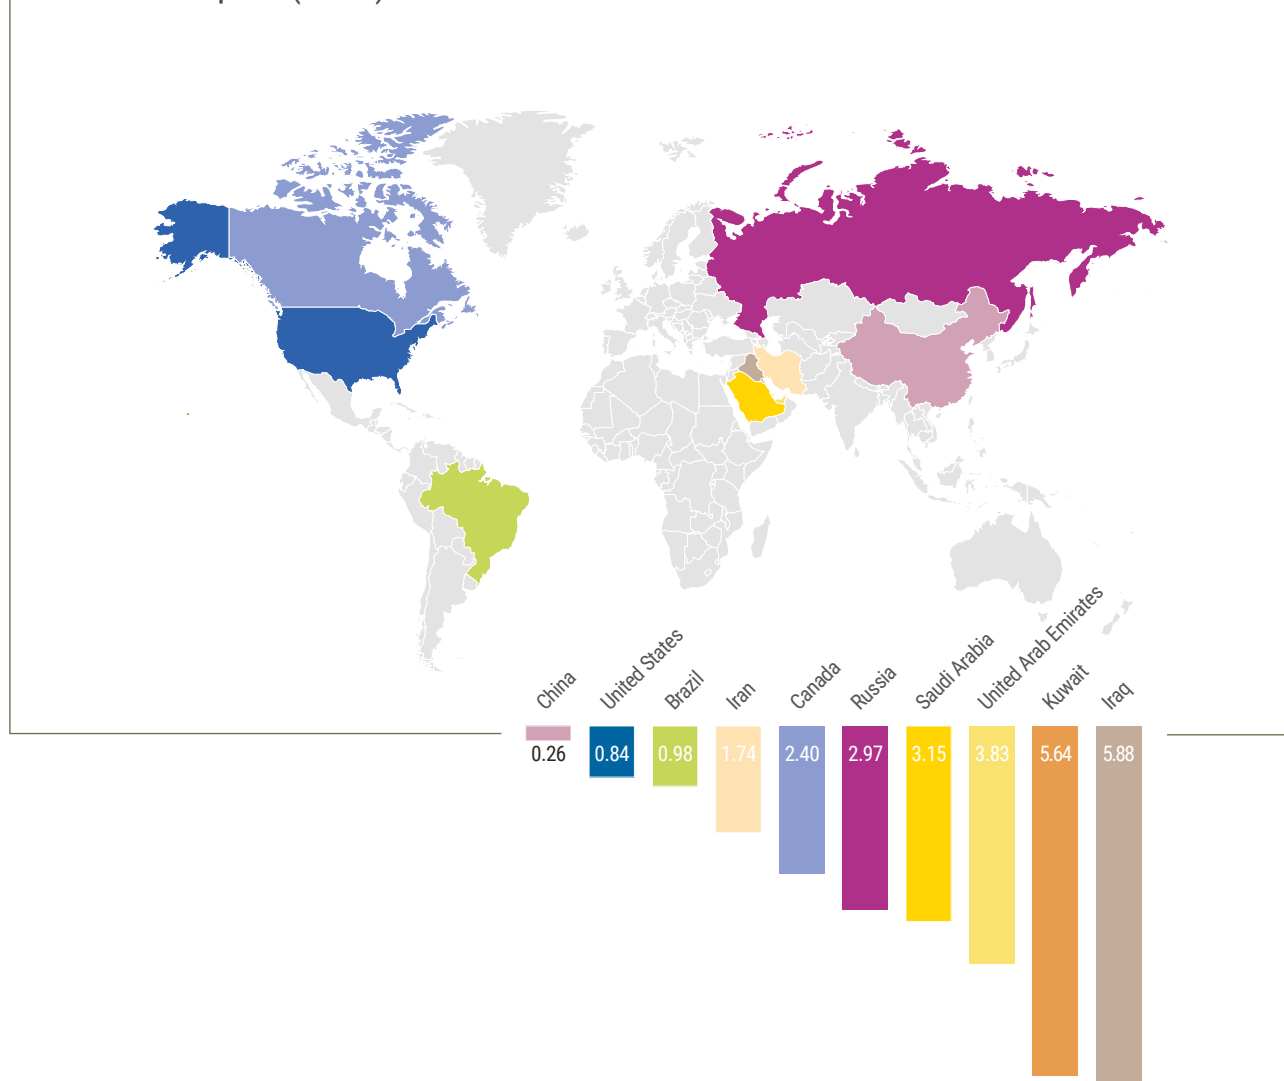 China
United States
Brazil
Iran
Canada
Russia
Saudi Arabia
United Arab Emirates
Kuwait
Iraq
0.26
0.84
0.98
1.74
2.40
2.97
3.15
3.83
5.64
5.88